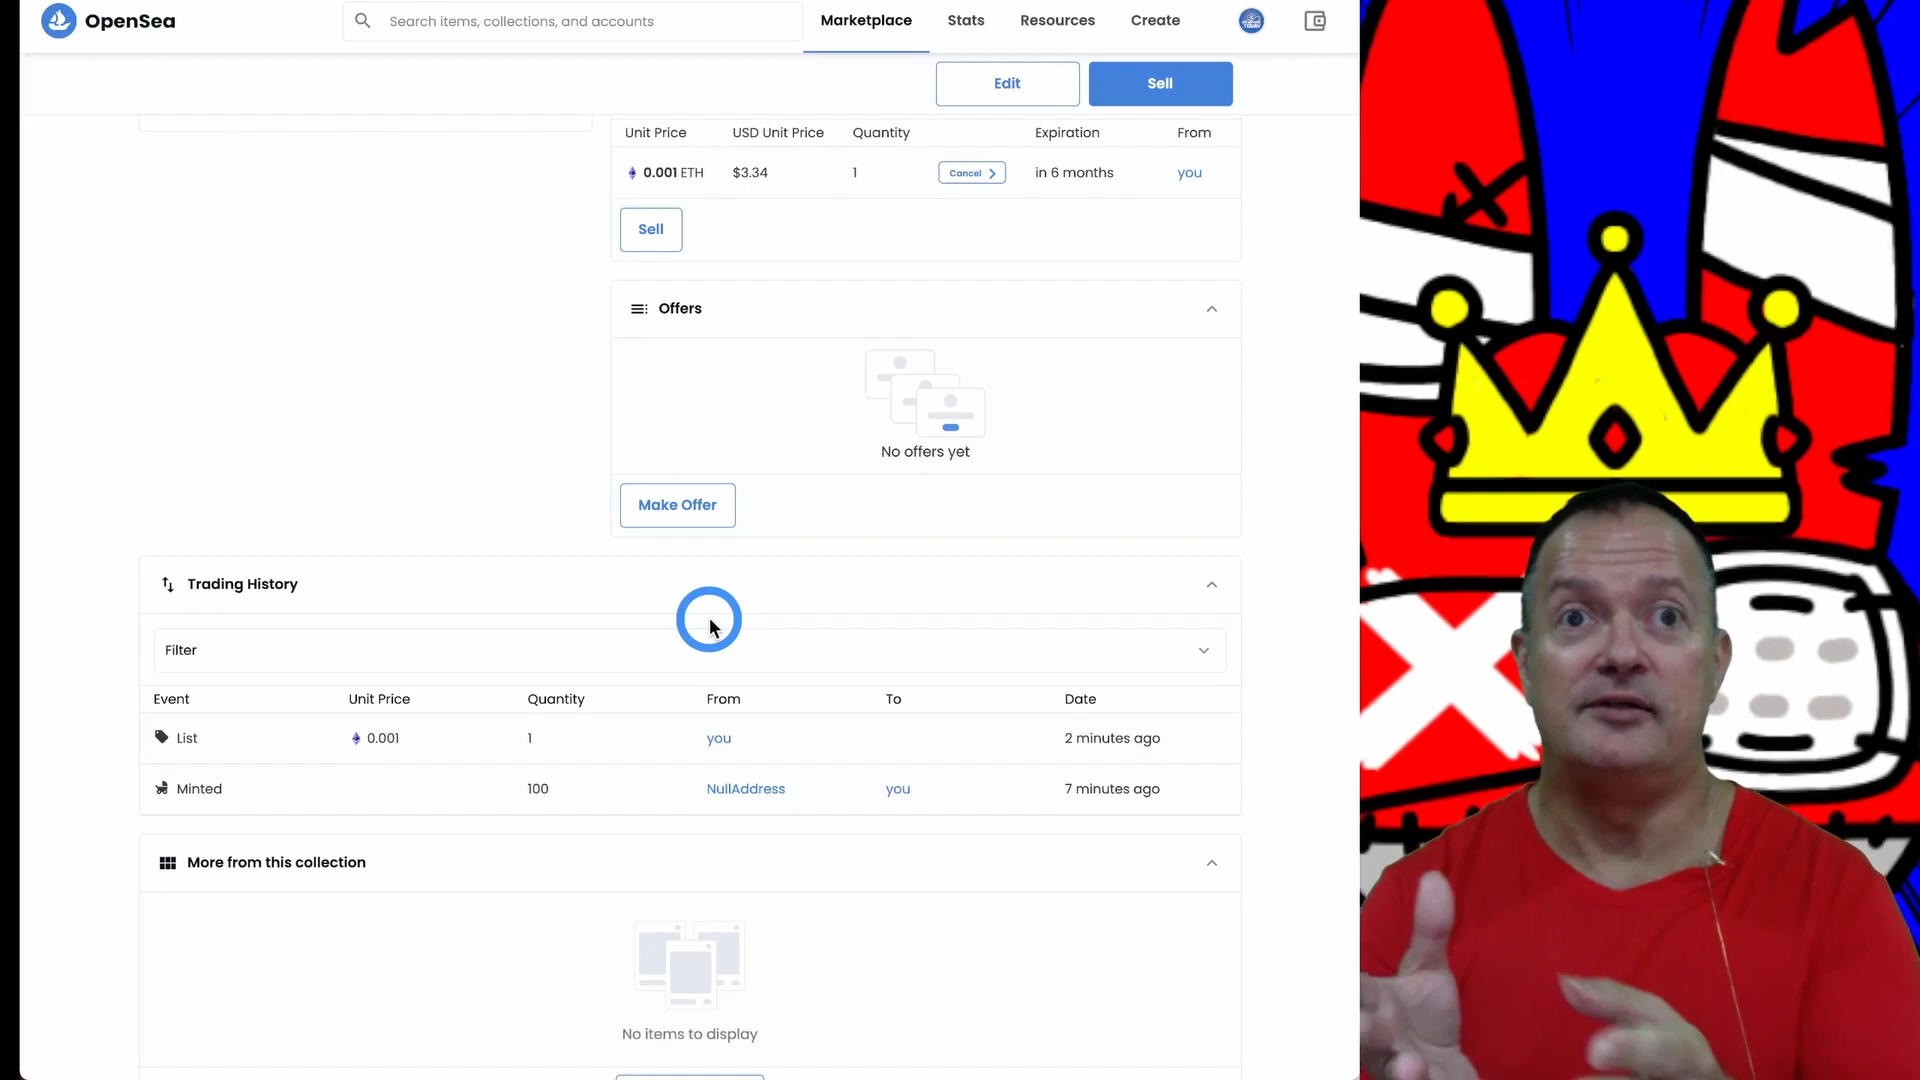 OpenSea
Search items, collections, and accounts
Marketplace Stats Resources Create
Edit Sell
Unit Price USD Unit Price Quantity Expiration From
0.001 ETH $3.34 1 Cancel in 6 months you
Sell
Offers
No offers yet
Make Offer
Trading History
Filter
Event Unit Price Quantity From To Date
List 0.001 1 you 2 minutes ago
Minted 100 NullAddress you 7 minutes ago
More from this collection
No items to display